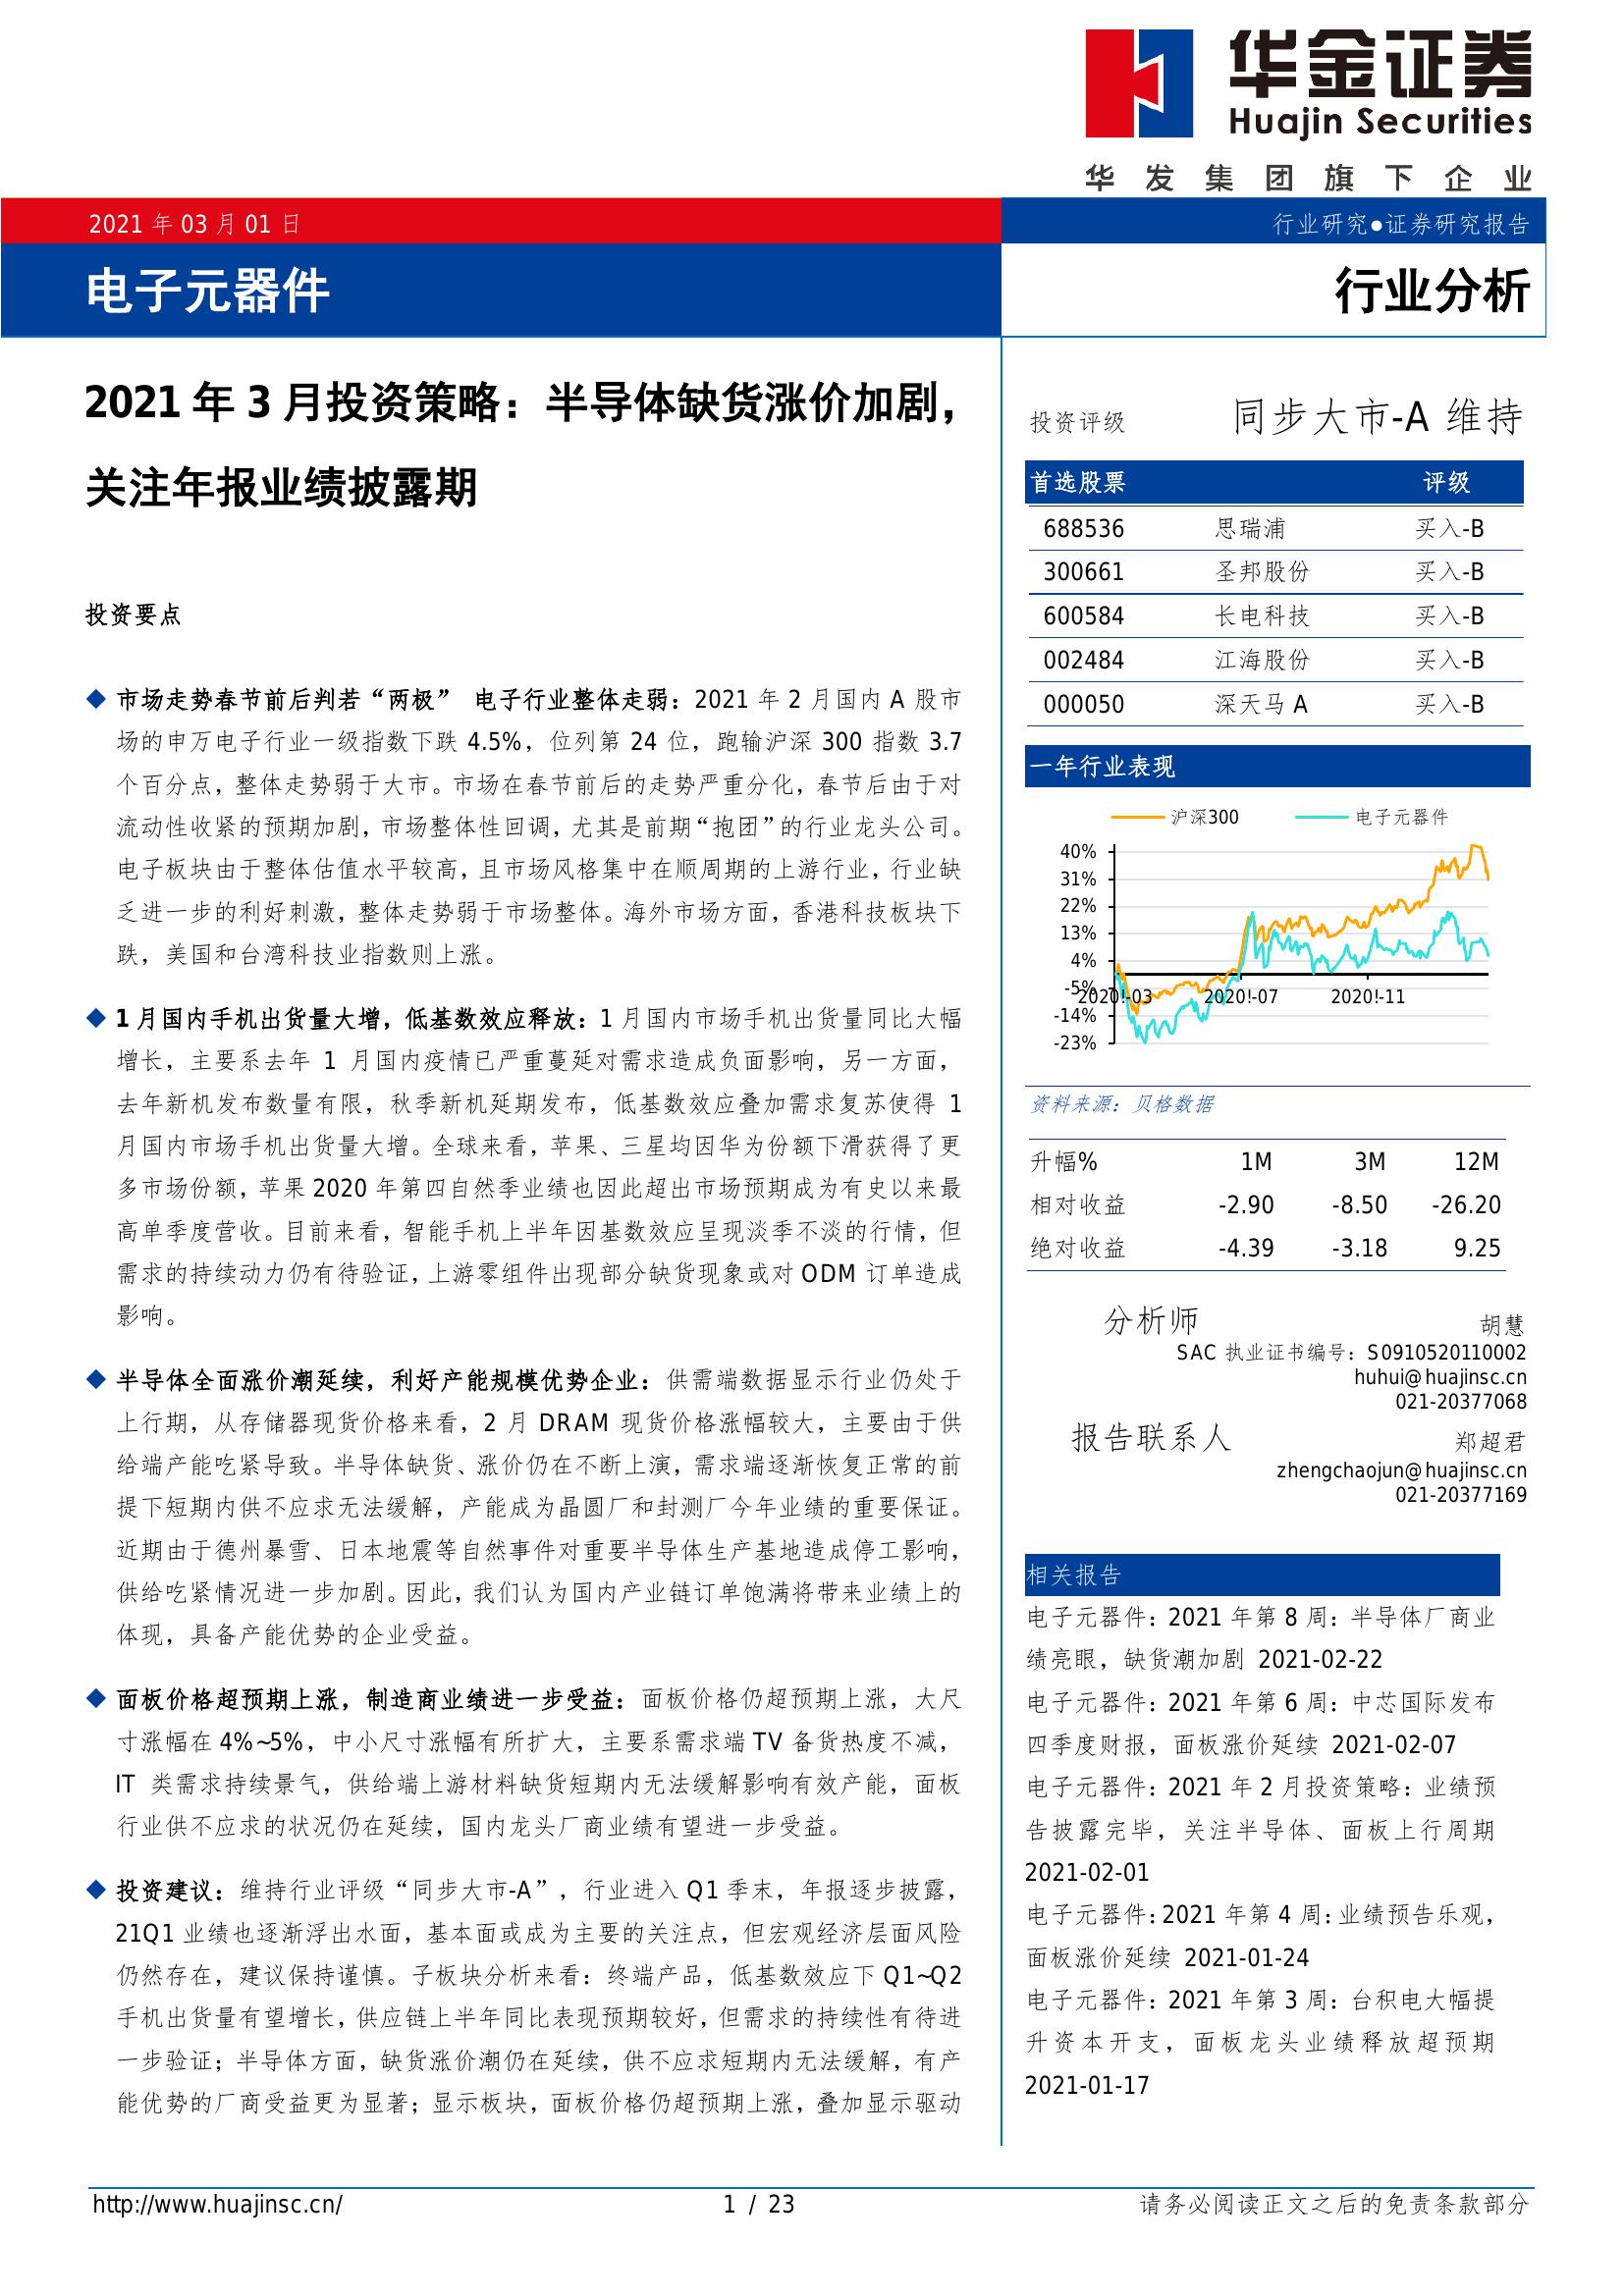 华金证券
Huajin Securities
华发集团旗下企业
2021 年 03 月 01 日
行业研究●证券研究报告
电子元器件
行业分析
2021 年 3 月投资策略：半导体缺货涨价加剧，
关注年报业绩披露期
投资要点
◆ 市场走势春节前后判若“两极” 电子行业整体走弱：2021 年 2 月国内 A 股市
场的申万电子行业一级指数下跌 4.5%，位列第 24 位，跑输沪深 300 指数 3.7
个百分点，整体走势弱于大市。市场在春节前后的走势严重分化，春节后由于对
流动性收紧的预期加剧，市场整体性回调，尤其是前期“抱团”的行业龙头公司。
电子板块由于整体估值水平较高，且市场风格集中在顺周期的上游行业，行业缺
乏进一步的利好刺激，整体走势弱于市场整体。海外市场方面，香港科技板块下
跌，美国和台湾科技业指数则上涨。
◆ 1 月国内手机出货量大增，低基数效应释放：1 月国内市场手机出货量同比大幅
增长，主要系去年 1 月国内疫情已严重蔓延对需求造成负面影响，另一方面，
去年新机发布数量有限，秋季新机延期发布，低基数效应叠加需求复苏使得 1
月国内市场手机出货量大增。全球来看，苹果、三星均因华为份额下滑获得了更
多市场份额，苹果 2020 年第四自然季业绩也因此超出市场预期成为有史以来最
高单季度营收。目前来看，智能手机上半年因基数效应呈现淡季不淡的行情，但
需求的持续动力仍有待验证，上游零组件出现部分缺货现象或对 ODM 订单造成
影响。
◆ 半导体全面涨价潮延续，利好产能规模优势企业：供需端数据显示行业仍处于
上行期，从存储器现货价格来看，2 月 DRAM 现货价格涨幅较大，主要由于供
给端产能吃紧导致。半导体缺货、涨价仍在不断上演，需求端逐渐恢复正常的前
提下短期内供不应求无法缓解，产能成为晶圆厂和封测厂今年业绩的重要保证。
近期由于德州暴雪、日本地震等自然事件对重要半导体生产基地造成停工影响，
供给吃紧情况进一步加剧。因此，我们认为国内产业链订单饱满将带来业绩上的
体现，具备产能优势的企业受益。
◆ 面板价格超预期上涨，制造商业绩进一步受益：面板价格仍超预期上涨，大尺
寸涨幅在 4%~5%，中小尺寸涨幅有所扩大，主要系需求端 TV 备货热度不减，
IT 类需求持续景气，供给端上游材料缺货短期内无法缓解影响有效产能，面板
行业供不应求的状况仍在延续，国内龙头厂商业绩有望进一步受益。
◆ 投资建议：维持行业评级“同步大市-A”，行业进入 Q1 季末，年报逐步披露，
21Q1 业绩也逐渐浮出水面，基本面或成为主要的关注点，但宏观经济层面风险
仍然存在，建议保持谨慎。子板块分析来看：终端产品，低基数效应下 Q1~Q2
手机出货量有望增长，供应链上半年同比表现预期较好，但需求的持续性有待进
一步验证；半导体方面，缺货涨价潮仍在延续，供不应求短期内无法缓解，有产
能优势的厂商受益更为显著；显示板块，面板价格仍超预期上涨，叠加显示驱动
投资评级 同步大市-A 维持
首选股票 评级
688536 思瑞浦 买入-B
300661 圣邦股份 买入-B
600584 长电科技 买入-B
002484 江海股份 买入-B
000050 深天马 A 买入-B
一年行业表现
沪深300 电子元器件
40%
31%
22%
13%
4%
-5%
2020!-03 2020!-07 2020!-11
-14%
-23%
资料来源：贝格数据
升幅% 1M 3M 12M
相对收益 -2.90 -8.50 -26.20
绝对收益 -4.39 -3.18 9.25
分析师 胡慧
SAC 执业证书编号：S0910520110002
huhui@huajinsc.cn
021-20377068
报告联系人 郑超君
zhengchaojun@huajinsc.cn
021-20377169
相关报告
电子元器件：2021 年第 8 周：半导体厂商业
绩亮眼，缺货潮加剧 2021-02-22
电子元器件：2021 年第 6 周：中芯国际发布
四季度财报，面板涨价延续 2021-02-07
电子元器件：2021 年 2 月投资策略：业绩预
告披露完毕，关注半导体、面板上行周期
2021-02-01
电子元器件：2021 年第 4 周：业绩预告乐观，
面板涨价延续 2021-01-24
电子元器件：2021 年第 3 周：台积电大幅提
升资本开支，面板龙头业绩释放超预期
2021-01-17
http://www.huajinsc.cn/ 1 / 23 请务必阅读正文之后的免责条款部分